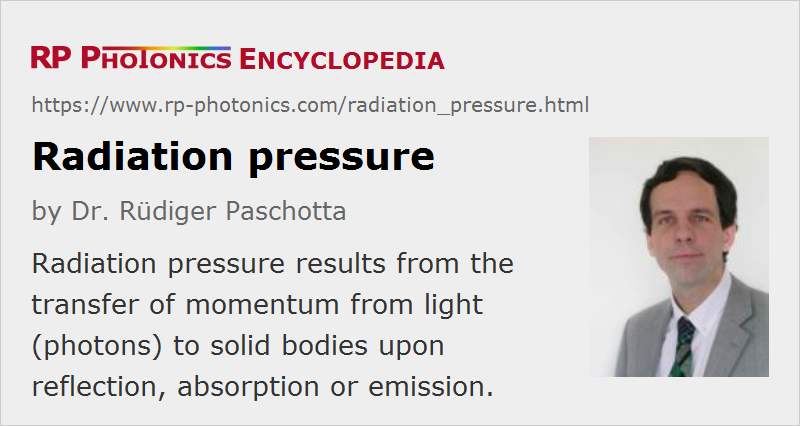 RP PHOTONICS ENCYCLOPEDIA
https://www.rp-photonics.com/radiation_pressure.html
Radiation pressure
by Dr. Rüdiger Paschotta
Radiation pressure results from the
transfer of momentum from light
(photons) to solid bodies upon
reflection, absorption or emission.